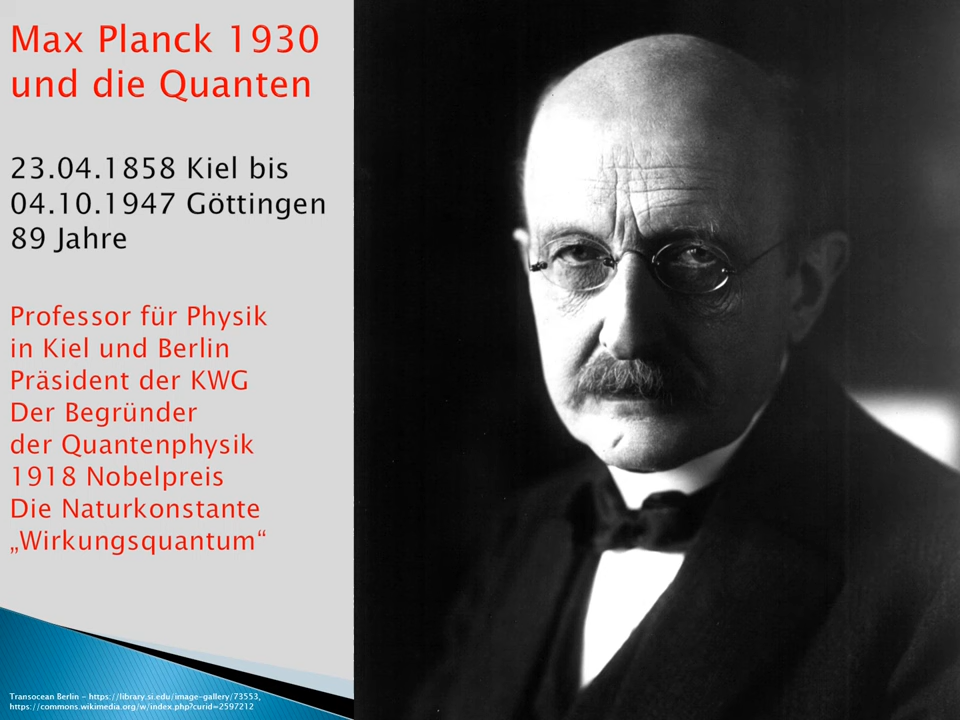 Max Planck 1930
und die Quanten
23.04.1858 Kiel bis
04.10.1947 Göttingen
89 Jahre
Professor für Physik
in Kiel und Berlin
Präsident der KWG
Der Begründer
der Quantenphysik
1918 Nobelpreis
Die Naturkonstante
„Wirkungsquantum“
Transocean Berlin - https://library.si.edu/image-gallery/73553,
https://commons.wikimedia.org/w/index.php?curid=2597212